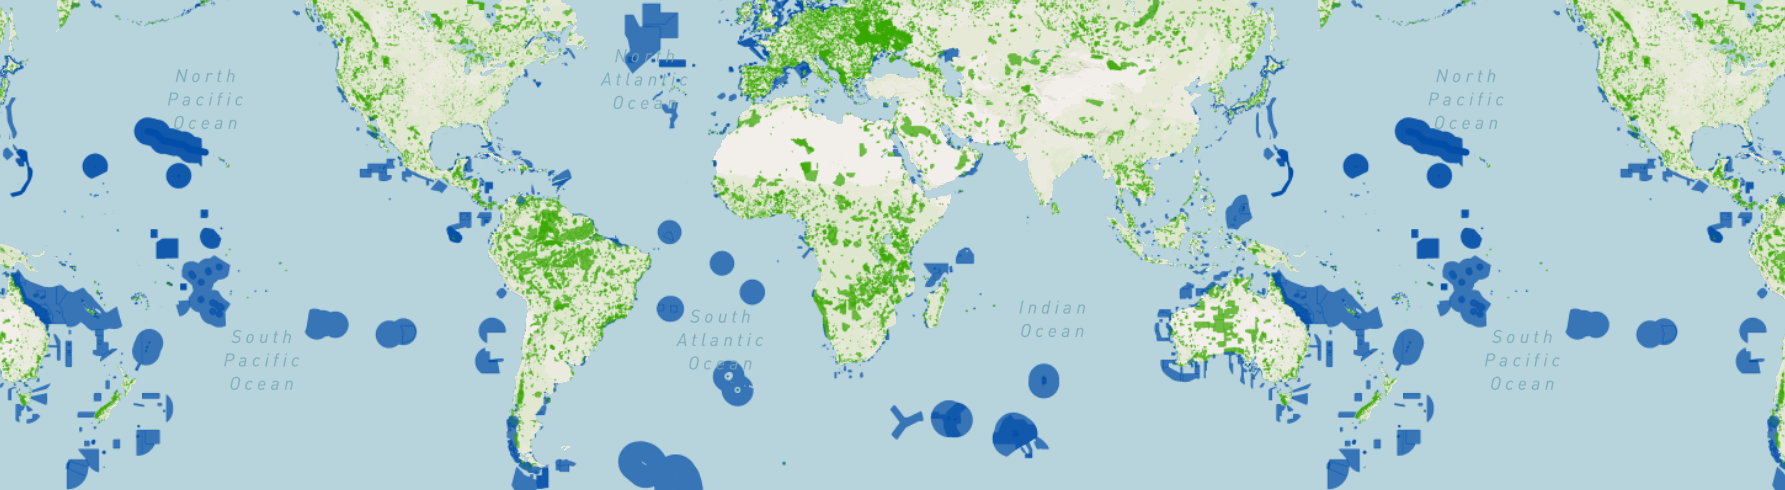 North
Pacific
Ocean
North
Atlantic
Ocean
North
Pacific
Ocean
South
Pacific
Ocean
South
Atlantic
Ocean
Indian
Ocean
South
Pacific
Ocean